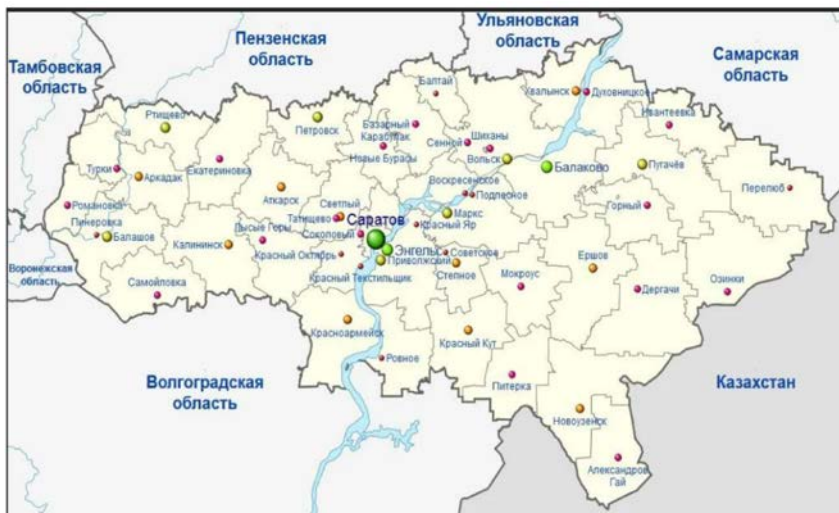 Ульяновская
область
Пензенская
область
Самарская
область
Тамбовская
область
Балтай
Хвалынск
Духовницкое
Ртищево
Петровск
Базарный
Карабулак
Ивантеевка
Шиханы
Сенной
Вольск
Новые Бурасы
Балаково
Пугачёв
Турки
Аркадак
Екатериновка
Аткарск
Воскресенское
Подлесное
Перелюб
Романовка
Светлый
Татищево
Саратов
Маркс
Горный
Пинеровка
Балашов
Калининск
Лысые Горы
Соколовый
Красный Яр
Энгельс
Советское
Воронежская
область
Красный Октябрь
Приволжский
Степное
Ершов
Самойловка
Красный Текстильщик
Мокроус
Дергачи
Озинки
Красноармейск
Красный Кут
Ровное
Волгоградская
область
Питерка
Казахстан
Новоузенск
Александров
Гай